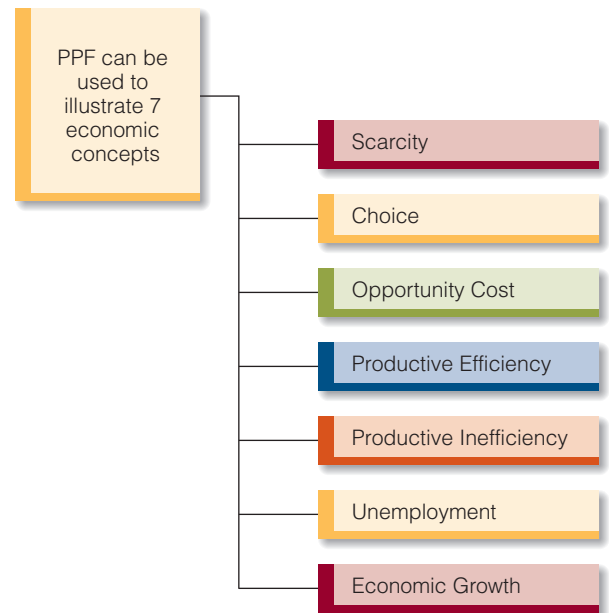 PPF can be
used to
illustrate 7
economic
concepts
Scarcity
Choice
Opportunity Cost
Productive Efficiency
Productive Inefficiency
Unemployment
Economic Growth